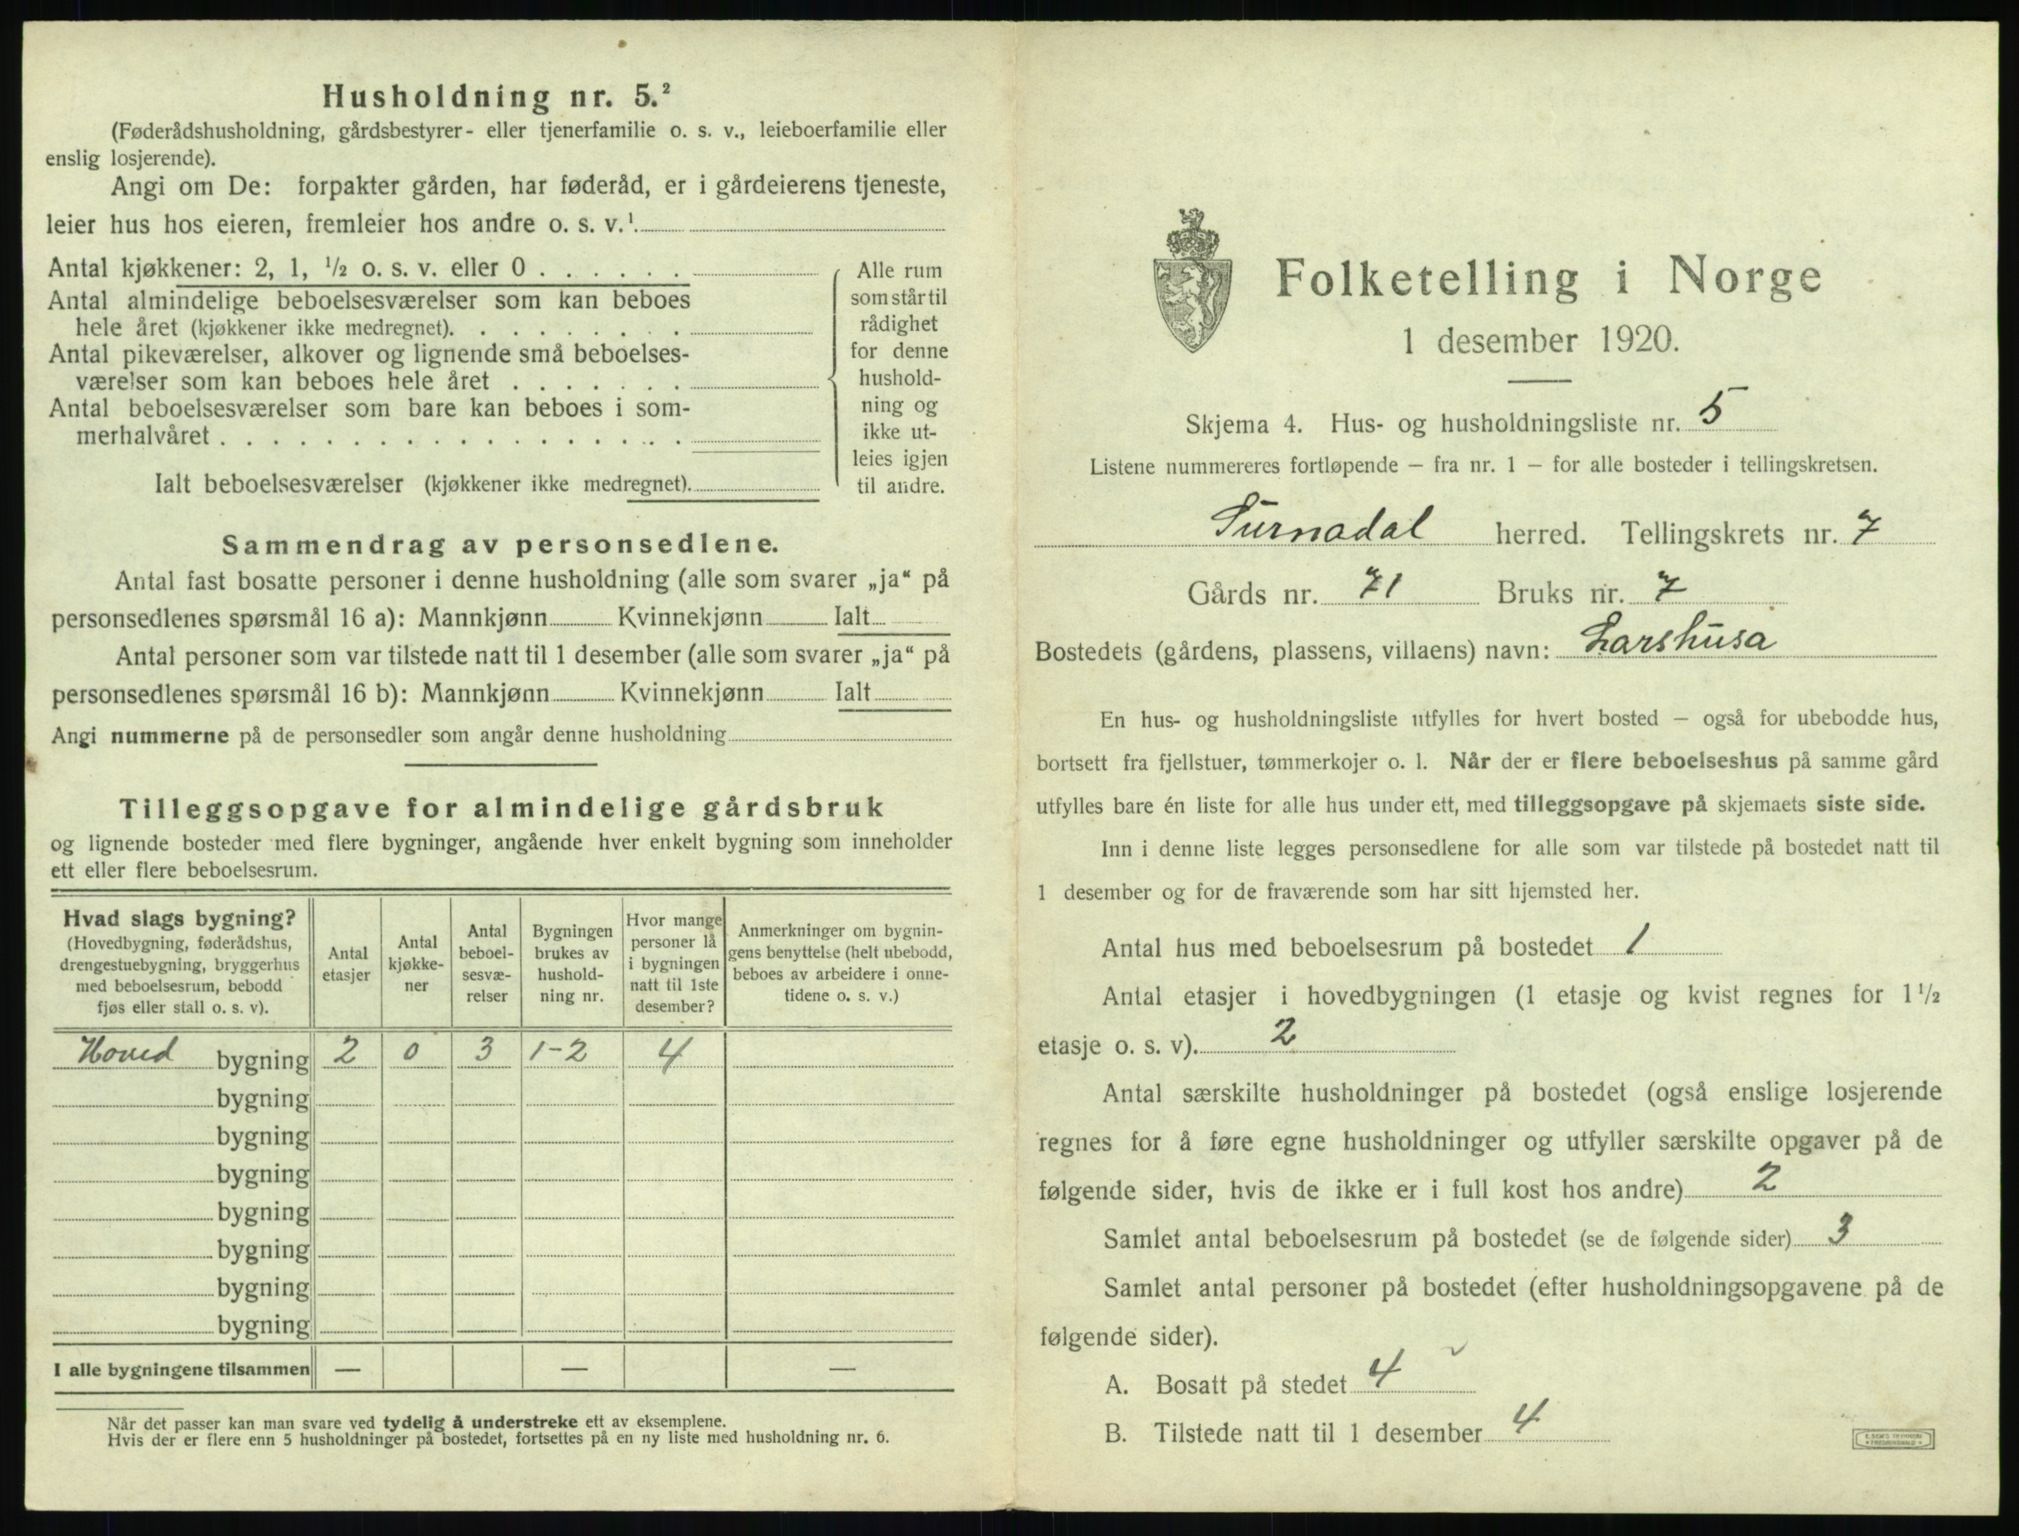 Husholdning nr. 5.²
(Føderådshusholdning, gårdsbestyrer- eller tjenerfamilie o. s. v., leieboerfamilie eller
enslig losjerende).
Angi om De: forpakter gården, har føderåd, er i gårdeierens tjeneste,
leier hus hos eieren, fremleier hos andre o. s. v.¹
Antal kjøkkener: 2, 1, ½ o. s. v. eller 0 . . . . . .
Antal almindelige beboelsesværelser som kan beboes
hele året (kjøkkener ikke medregnet). . . . . . . . .
Antal pikeværelser, alkover og lignende små beboelses-
værelser som kan beboes hele året . . . . . . .
Antal beboelsesværelser som bare kan beboes i som-
merhalvåret . . . . . . . . . . . . . . . . . .
Ialt beboelsesværelser (kjøkkener ikke medregnet).
Alle rum
som står til
rådighet
for denne
hushold-
ning og
ikke ut-
leies igjen
til andre.
Sammendrag av personsedlene.
Antal fast bosatte personer i denne husholdning (alle som svarer „ja“ på
personsedlenes spørsmål 16 a): Mannkjønn Kvinnekjønn Ialt
Antal personer som var tilstede natt til 1 desember (alle som svarer „ja“ på
personsedlenes spørsmål 16 b): Mannkjønn Kvinnekjønn Ialt
Angi nummerne på de personsedler som angår denne husholdning
Tilleggsopgave for almindelige gårdsbruk
og lignende bosteder med flere bygninger, angående hver enkelt bygning som inneholder
ett eller flere beboelsesrum.
Hvad slags bygning?
(Hovedbygning, føderådshus,
drengestuebygning, bryggerhus
med beboelsesrum, bebodd
fjøs eller stall o. s. v).
Antal
etasjer
Antal
kjøkke-
ner
Antal
beboel-
sesvæ-
relser
Bygningen
brukes av
hushold-
ning nr.
Hvor mange
personer lå
i bygningen
natt til 1ste
desember?
Anmerkninger om bygnin-
gens benyttelse (helt ubebodd,
beboes av arbeidere i onne-
tidene o. s. v.)
Hoved bygning 2 0 3 1-2 4
bygning
bygning
bygning
bygning
bygning
bygning
bygning
I alle bygningene tilsammen — — —
Når det passer kan man svare ved tydelig å understreke ett av eksemplene.
Hvis der er flere enn 5 husholdninger på bostedet, fortsettes på en ny liste med husholdning nr. 6.
Folketelling i Norge
1 desember 1920.
Skjema 4. Hus- og husholdningsliste nr. 5
Listene nummereres fortløpende – fra nr. 1 – for alle bosteder i tellingskretsen.
Surnadal herred. Tellingskrets nr. 7
Gårds nr. 71 Bruks nr. 7
Bostedets (gårdens, plassens, villaens) navn: Larshusa
En hus- og husholdningsliste utfylles for hvert bosted – også for ubebodde hus,
bortsett fra fjellstuer, tømmerkojer o. l. Når der er flere beboelseshus på samme gård
utfylles bare én liste for alle hus under ett, med tilleggsopgave på skjemaets siste side.
Inn i denne liste legges personsedlene for alle som var tilstede på bostedet natt til
1 desember og for de fraværende som har sitt hjemsted her.
Antal hus med beboelsesrum på bostedet 1
Antal etasjer i hovedbygningen (1 etasje og kvist regnes for 1½
etasje o. s. v). 2
Antal særskilte husholdninger på bostedet (også enslige losjerende
regnes for å føre egne husholdninger og utfyller særskilte opgaver på de
følgende sider, hvis de ikke er i full kost hos andre) 2
Samlet antal beboelsesrum på bostedet (se de følgende sider) 3
Samlet antal personer på bostedet (efter husholdningsopgavene på de
følgende sider).
A. Bosatt på stedet 4
B. Tilstede natt til 1 desember 4